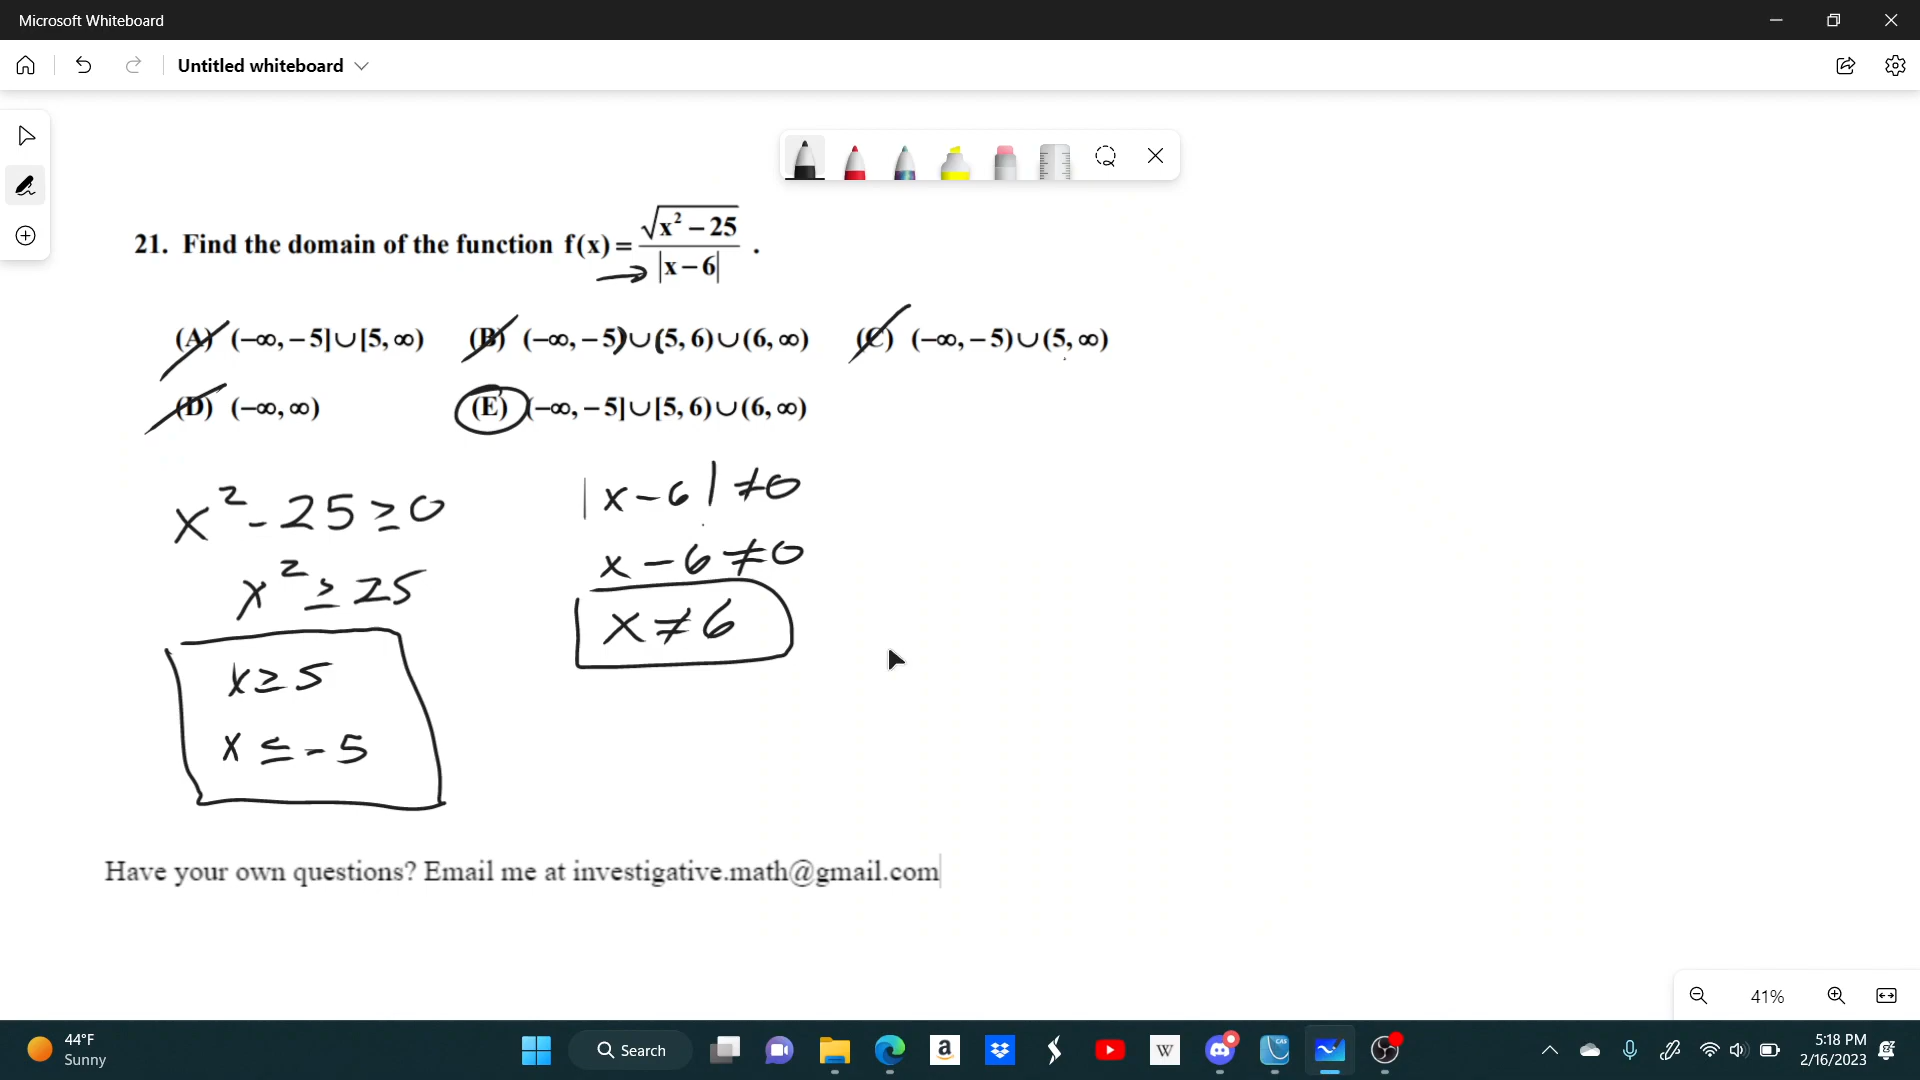 Microsoft Whiteboard
Untitled whiteboard
21. Find the domain of the function f(x) = √(x² − 25) / |x − 6| .
(A) (−∞, −5]∪[5, ∞) (B) (−∞, −5)∪(5, 6)∪(6, ∞) (C) (−∞, −5)∪(5, ∞)
(D) (−∞, ∞) (E) (−∞, −5]∪[5, 6)∪(6, ∞)
x² - 25 ≥ 0
x² ≥ 25
x ≥ 5
x ≤ -5
|x - 6| ≠ 0
x - 6 ≠ 0
x ≠ 6
Have your own questions? Email me at investigative.math@gmail.com
41%
44°F
Sunny
Search
a
CAS
W
5:18 PM
2/16/2023